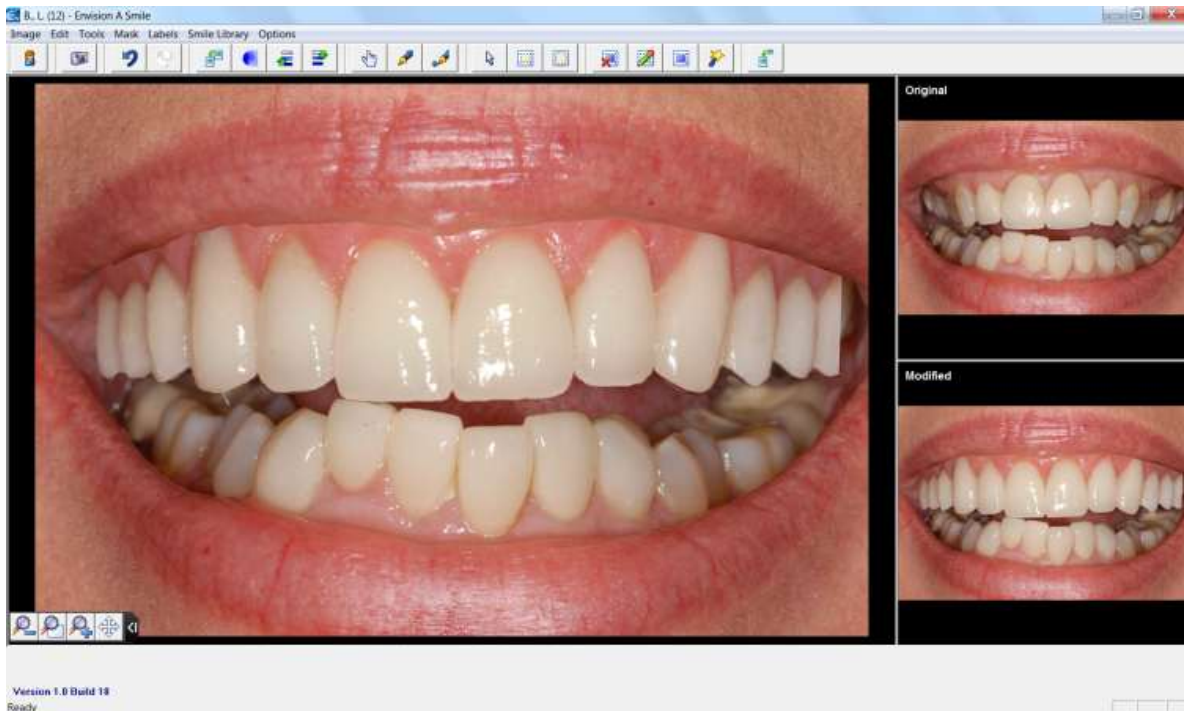 B., L. (12) - Envision A Smile
Image Edit Tools Mask Labels Smile Library Options
Original
Modified
Version 1.0 Build 18
Ready